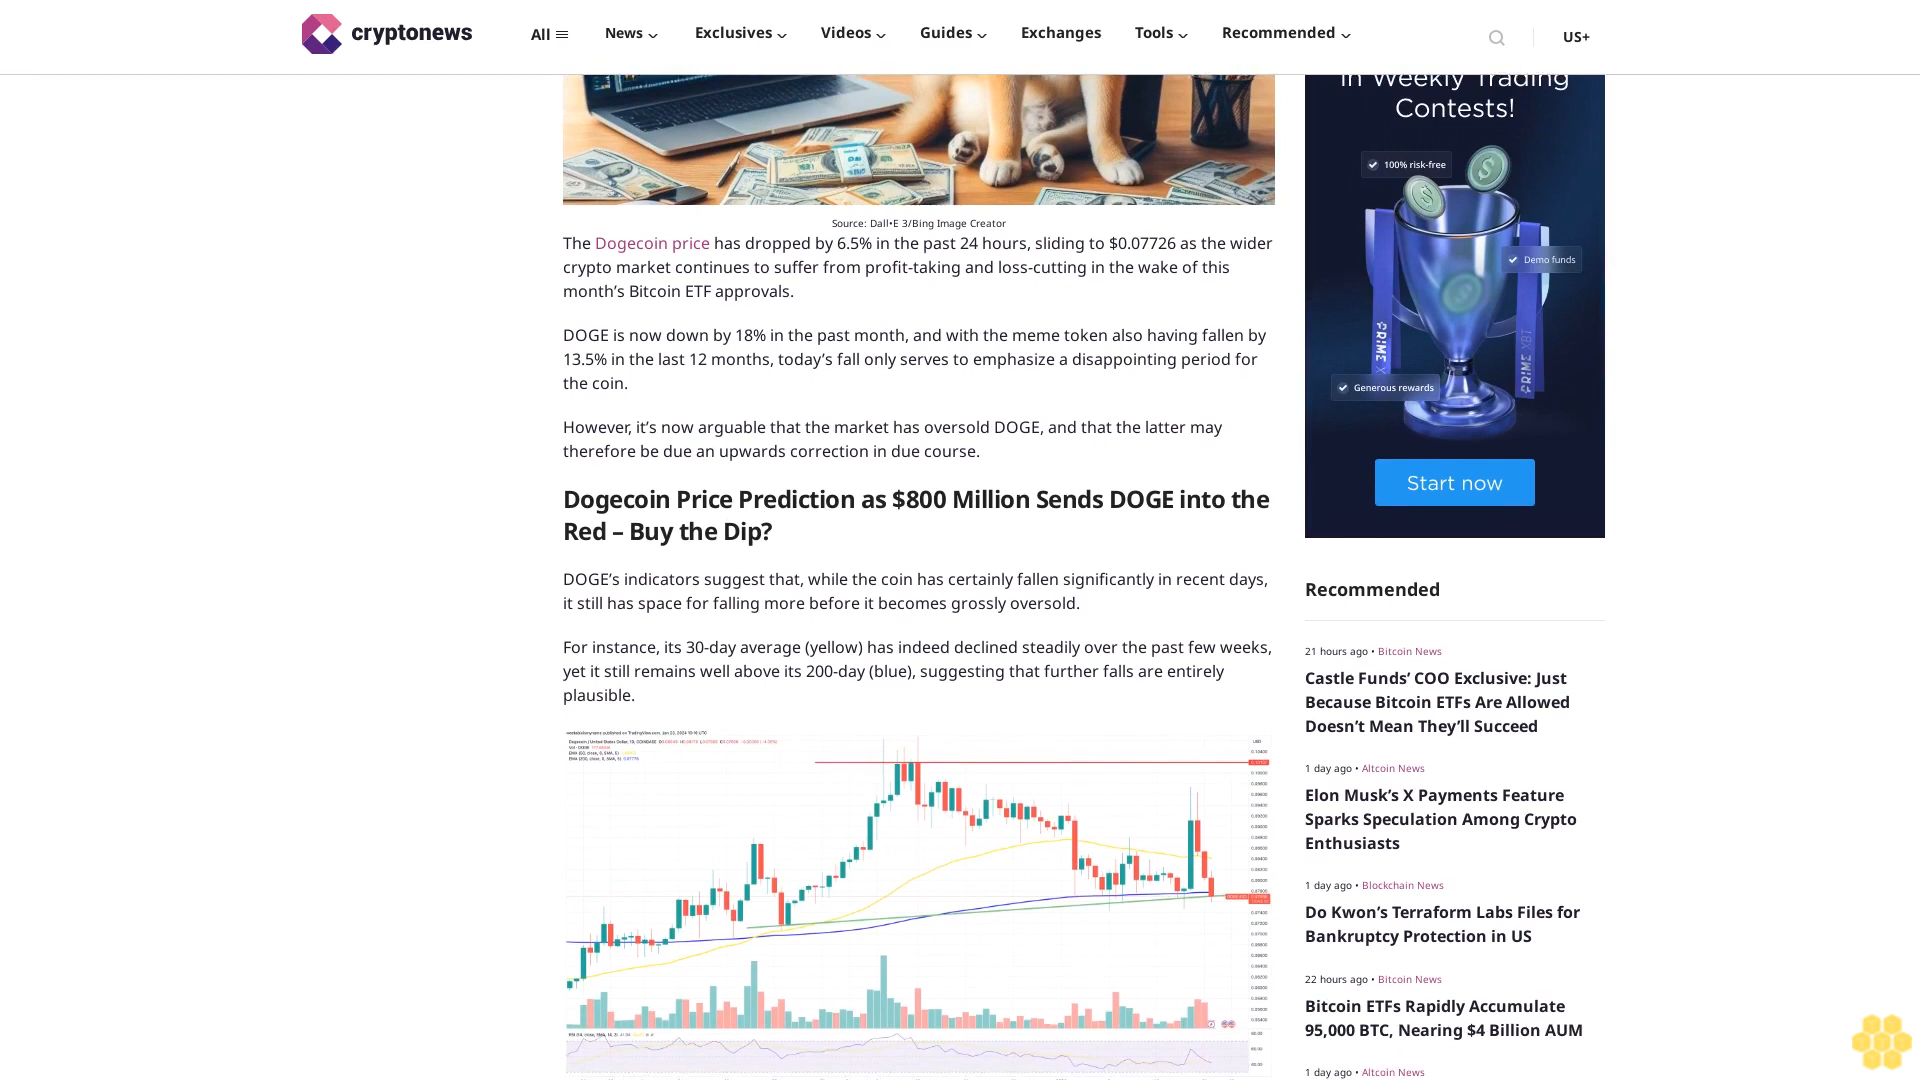 cryptonews
All
News
Exclusives
Videos
Guides
Exchanges
Tools
Recommended
US+
Source: Dall•E 3/Bing Image Creator
The Dogecoin price has dropped by 6.5% in the past 24 hours, sliding to $0.07726 as the wider
crypto market continues to suffer from profit-taking and loss-cutting in the wake of this
month’s Bitcoin ETF approvals.
DOGE is now down by 18% in the past month, and with the meme token also having fallen by
13.5% in the last 12 months, today’s fall only serves to emphasize a disappointing period for
the coin.
However, it’s now arguable that the market has oversold DOGE, and that the latter may
therefore be due an upwards correction in due course.
Dogecoin Price Prediction as $800 Million Sends DOGE into the
Red – Buy the Dip?
DOGE’s indicators suggest that, while the coin has certainly fallen significantly in recent days,
it still has space for falling more before it becomes grossly oversold.
For instance, its 30-day average (yellow) has indeed declined steadily over the past few weeks,
yet it still remains well above its 200-day (blue), suggesting that further falls are entirely
plausible.
in Weekly Trading
Contests!
100% risk-free
Demo funds
PRIME X
PRIME XBT
Generous rewards
Start now
Recommended
21 hours ago • Bitcoin News
Castle Funds’ COO Exclusive: Just
Because Bitcoin ETFs Are Allowed
Doesn’t Mean They’ll Succeed
1 day ago • Altcoin News
Elon Musk’s X Payments Feature
Sparks Speculation Among Crypto
Enthusiasts
1 day ago • Blockchain News
Do Kwon’s Terraform Labs Files for
Bankruptcy Protection in US
22 hours ago • Bitcoin News
Bitcoin ETFs Rapidly Accumulate
95,000 BTC, Nearing $4 Billion AUM
1 day ago • Altcoin News